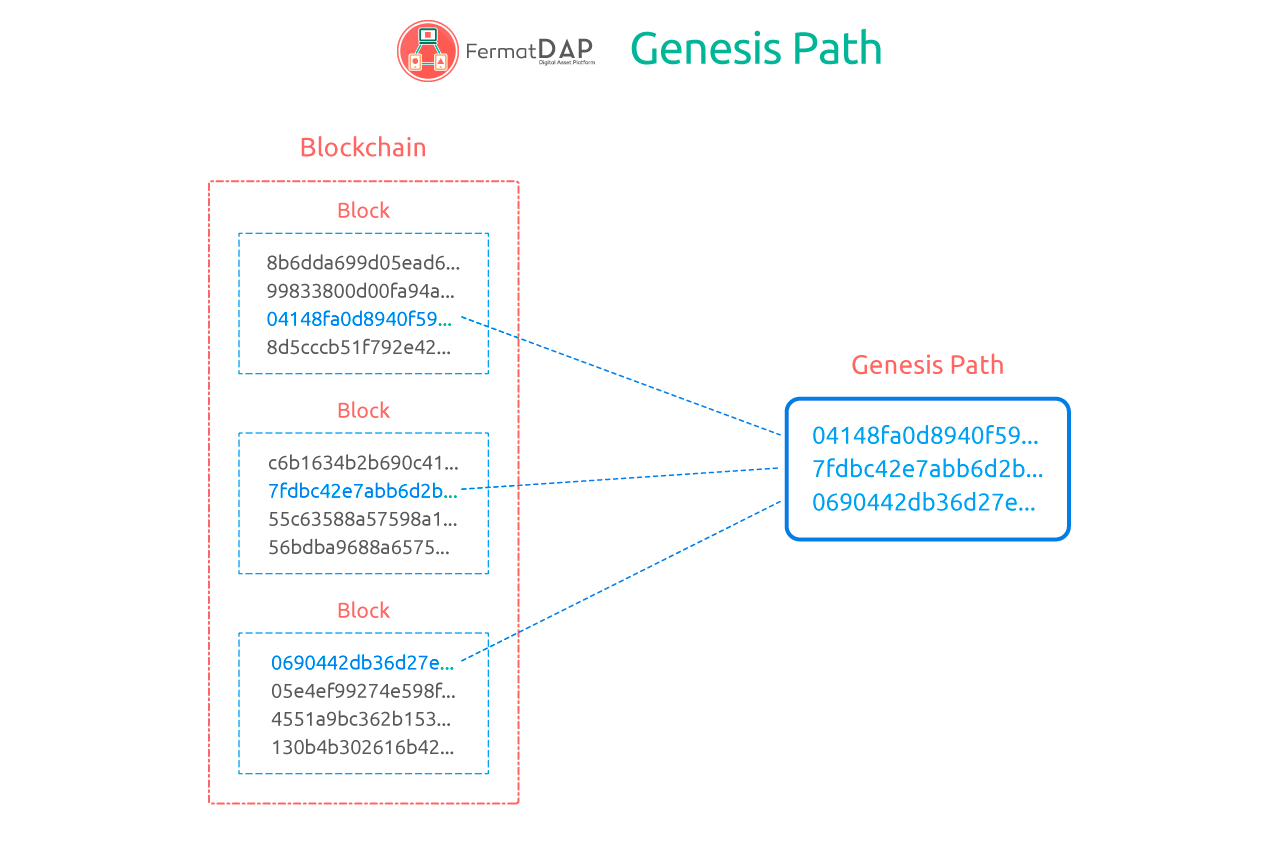 FermatDAP
Digital Asset Platform
Genesis Path
Blockchain
Block
8b6dda699d05ead6...
99833800d00fa94a...
04148fa0d8940f59...
8d5cccb51f792e42...
Block
c6b1634b2b690c41...
7fdbc42e7abb6d2b...
55c63588a57598a1...
56bdba9688a6575...
Block
0690442db36d27e...
05e4ef99274e598f...
4551a9bc362b153...
130b4b302616b42...
Genesis Path
04148fa0d8940f59...
7fdbc42e7abb6d2b...
0690442db36d27e...